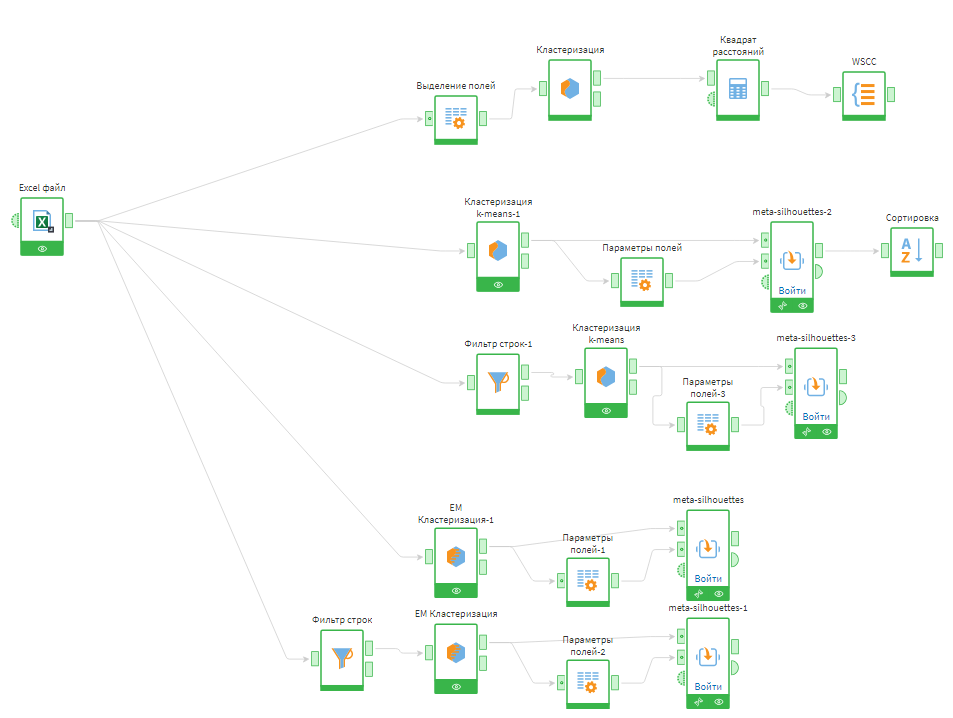 Квадрат
расстояний
Кластеризация
WSCC
Выделение полей
Excel файл
Кластеризация
k-means-1
meta-silhouettes-2
Сортировка
Параметры полей
A
Z
Войти
Кластеризация
k-means
Фильтр строк-1
meta-silhouettes-3
Параметры
полей-3
Войти
meta-silhouettes
EM
Кластеризация-1
Параметры
полей-1
Войти
meta-silhouettes-1
Фильтр строк
EM Кластеризация
Параметры
полей-2
Войти